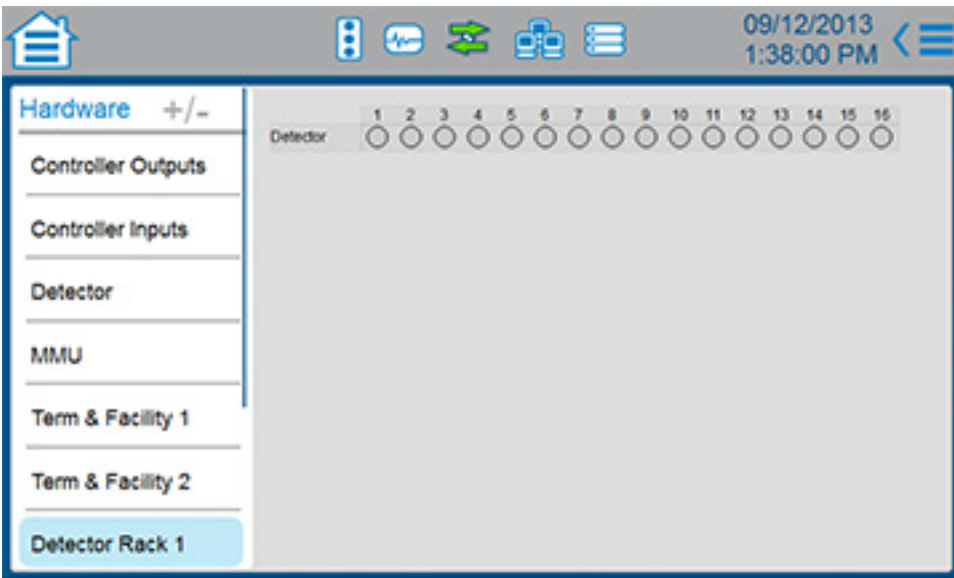 09/12/2013
1:38:00 PM
Hardware +/-
Controller Outputs
Controller Inputs
Detector
MMU
Term & Facility 1
Term & Facility 2
Detector Rack 1
1 2 3 4 5 6 7 8 9 10 11 12 13 14 15 16
Detector